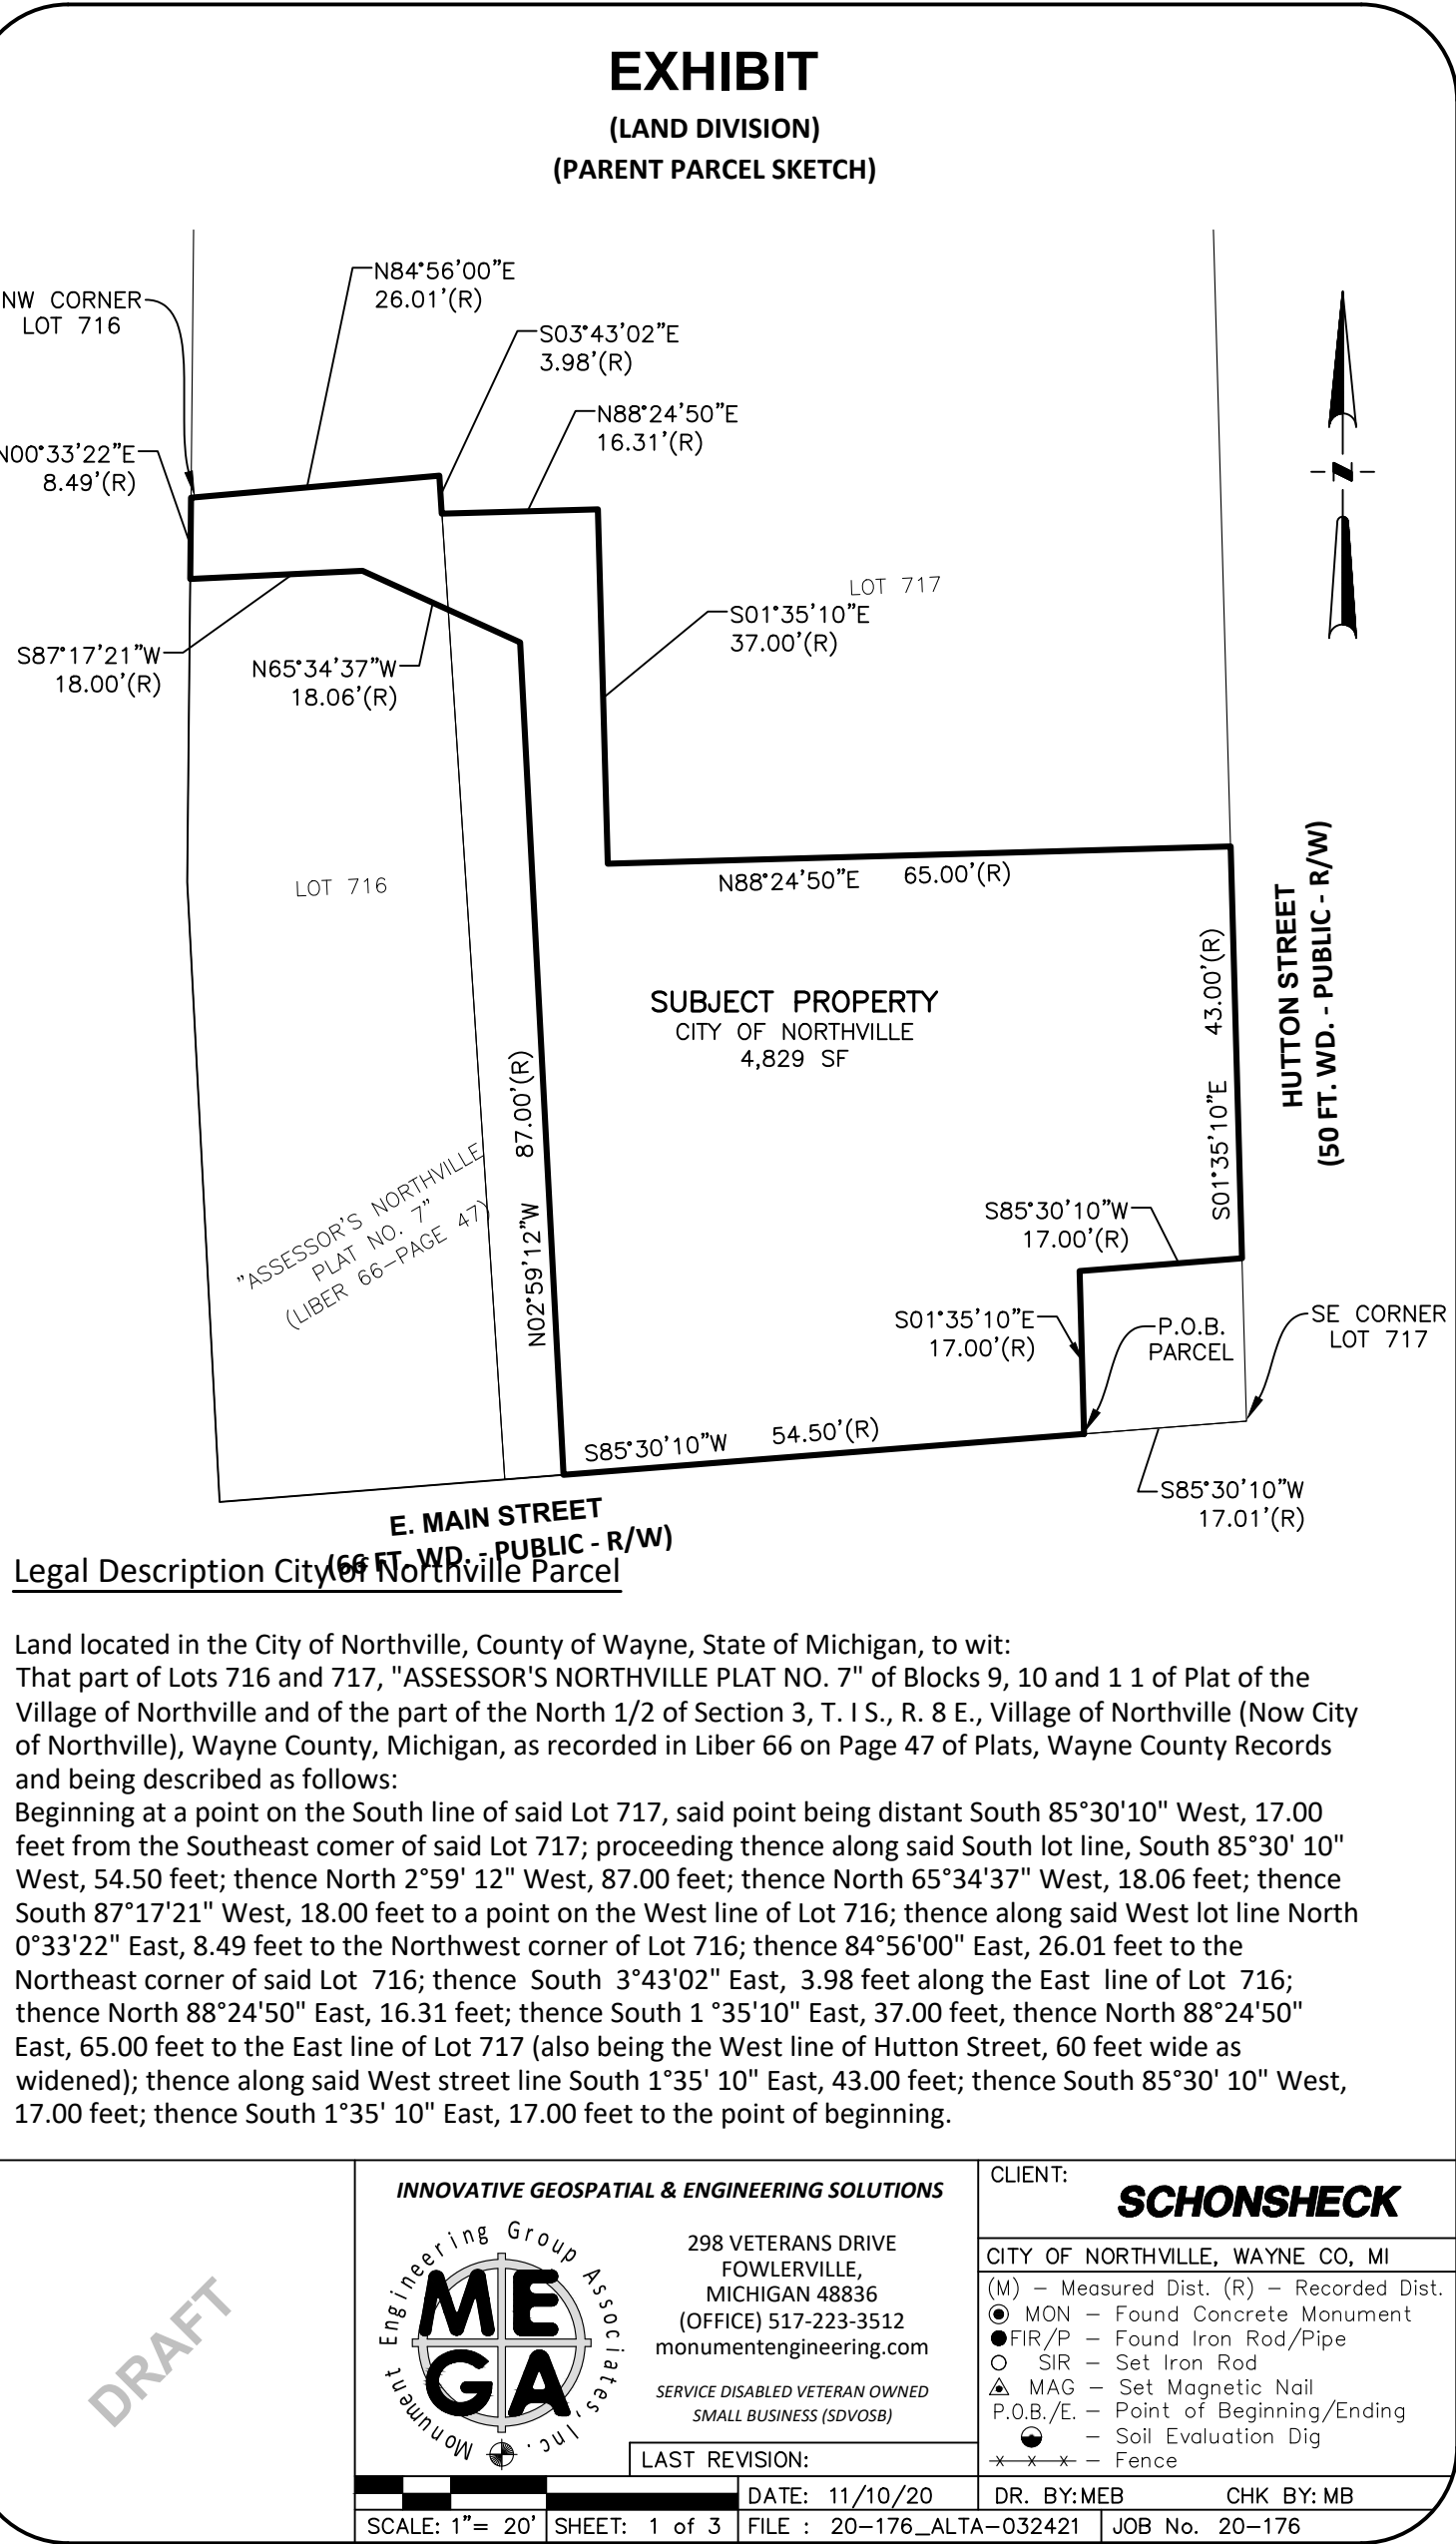 EXHIBIT
(LAND DIVISION)
(PARENT PARCEL SKETCH)
N84°56'00"E
26.01'(R)
NW CORNER
LOT 716
S03°43'02"E
3.98'(R)
N88°24'50"E
16.31'(R)
N00°33'22"E
8.49'(R)
N
LOT 717
S01°35'10"E
37.00'(R)
S87°17'21"W
18.00'(R)
N65°34'37"W
18.06'(R)
LOT 716
N88°24'50"E 65.00'(R)
HUTTON STREET
(50 FT. WD. - PUBLIC - R/W)
S01°35'10"E 43.00'(R)
SUBJECT PROPERTY
CITY OF NORTHVILLE
4,829 SF
N02°59'12"W 87.00'(R)
"ASSESSOR'S NORTHVILLE
PLAT NO. 7"
(LIBER 66-PAGE 47)
S85°30'10"W
17.00'(R)
S01°35'10"E
17.00'(R)
P.O.B.
PARCEL
SE CORNER
LOT 717
S85°30'10"W 54.50'(R)
S85°30'10"W
17.01'(R)
E. MAIN STREET
(66 FT. WD. - PUBLIC - R/W)
Legal Description City of Northville Parcel
Land located in the City of Northville, County of Wayne, State of Michigan, to wit:
That part of Lots 716 and 717, "ASSESSOR'S NORTHVILLE PLAT NO. 7" of Blocks 9, 10 and 1 1 of Plat of the
Village of Northville and of the part of the North 1/2 of Section 3, T. I S., R. 8 E., Village of Northville (Now City
of Northville), Wayne County, Michigan, as recorded in Liber 66 on Page 47 of Plats, Wayne County Records
and being described as follows:
Beginning at a point on the South line of said Lot 717, said point being distant South 85°30'10" West, 17.00
feet from the Southeast comer of said Lot 717; proceeding thence along said South lot line, South 85°30' 10"
West, 54.50 feet; thence North 2°59' 12" West, 87.00 feet; thence North 65°34'37" West, 18.06 feet; thence
South 87°17'21" West, 18.00 feet to a point on the West line of Lot 716; thence along said West lot line North
0°33'22" East, 8.49 feet to the Northwest corner of Lot 716; thence 84°56'00" East, 26.01 feet to the
Northeast corner of said Lot 716; thence South 3°43'02" East, 3.98 feet along the East line of Lot 716;
thence North 88°24'50" East, 16.31 feet; thence South 1 °35'10" East, 37.00 feet, thence North 88°24'50"
East, 65.00 feet to the East line of Lot 717 (also being the West line of Hutton Street, 60 feet wide as
widened); thence along said West street line South 1°35' 10" East, 43.00 feet; thence South 85°30' 10" West,
17.00 feet; thence South 1°35' 10" East, 17.00 feet to the point of beginning.
DRAFT
INNOVATIVE GEOSPATIAL & ENGINEERING SOLUTIONS
Monument Engineering Group Associates, Inc.
ME
GA
298 VETERANS DRIVE
FOWLERVILLE,
MICHIGAN 48836
(OFFICE) 517-223-3512
monumentengineering.com
SERVICE DISABLED VETERAN OWNED
SMALL BUSINESS (SDVOSB)
LAST REVISION:
CLIENT:
SCHONSHECK
CITY OF NORTHVILLE, WAYNE CO, MI
(M) - Measured Dist. (R) - Recorded Dist.
MON - Found Concrete Monument
FIR/P - Found Iron Rod/Pipe
SIR - Set Iron Rod
MAG - Set Magnetic Nail
P.O.B./E. - Point of Beginning/Ending
- Soil Evaluation Dig
x x x - Fence
DATE: 11/10/20
DR. BY: MEB CHK BY: MB
SCALE: 1"= 20' SHEET: 1 of 3 FILE : 20-176_ALTA-032421 JOB No. 20-176